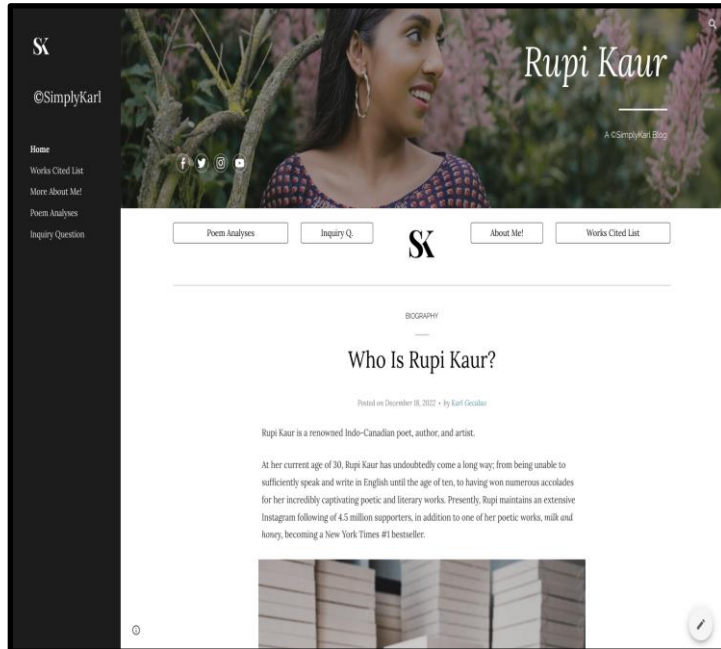 SK
©SimplyKarl
Home
Works Cited List
More About Me!
Poem Analyses
Inquiry Question
Rupi Kaur
A ©SimplyKarl Blog
Poem Analyses
Inquiry Q.
SK
About Me!
Works Cited List
BIOGRAPHY
Who Is Rupi Kaur?
Posted on December 18, 2022 • by Karl Gecolao
Rupi Kaur is a renowned Indo-Canadian poet, author, and artist.
At her current age of 30, Rupi Kaur has undoubtedly come a long way; from being unable to
sufficiently speak and write in English until the age of ten, to having won numerous accolades
for her incredibly captivating poetic and literary works. Presently, Rupi maintains an extensive
Instagram following of 4.5 million supporters, in addition to one of her poetic works, milk and
honey, becoming a New York Times #1 bestseller.